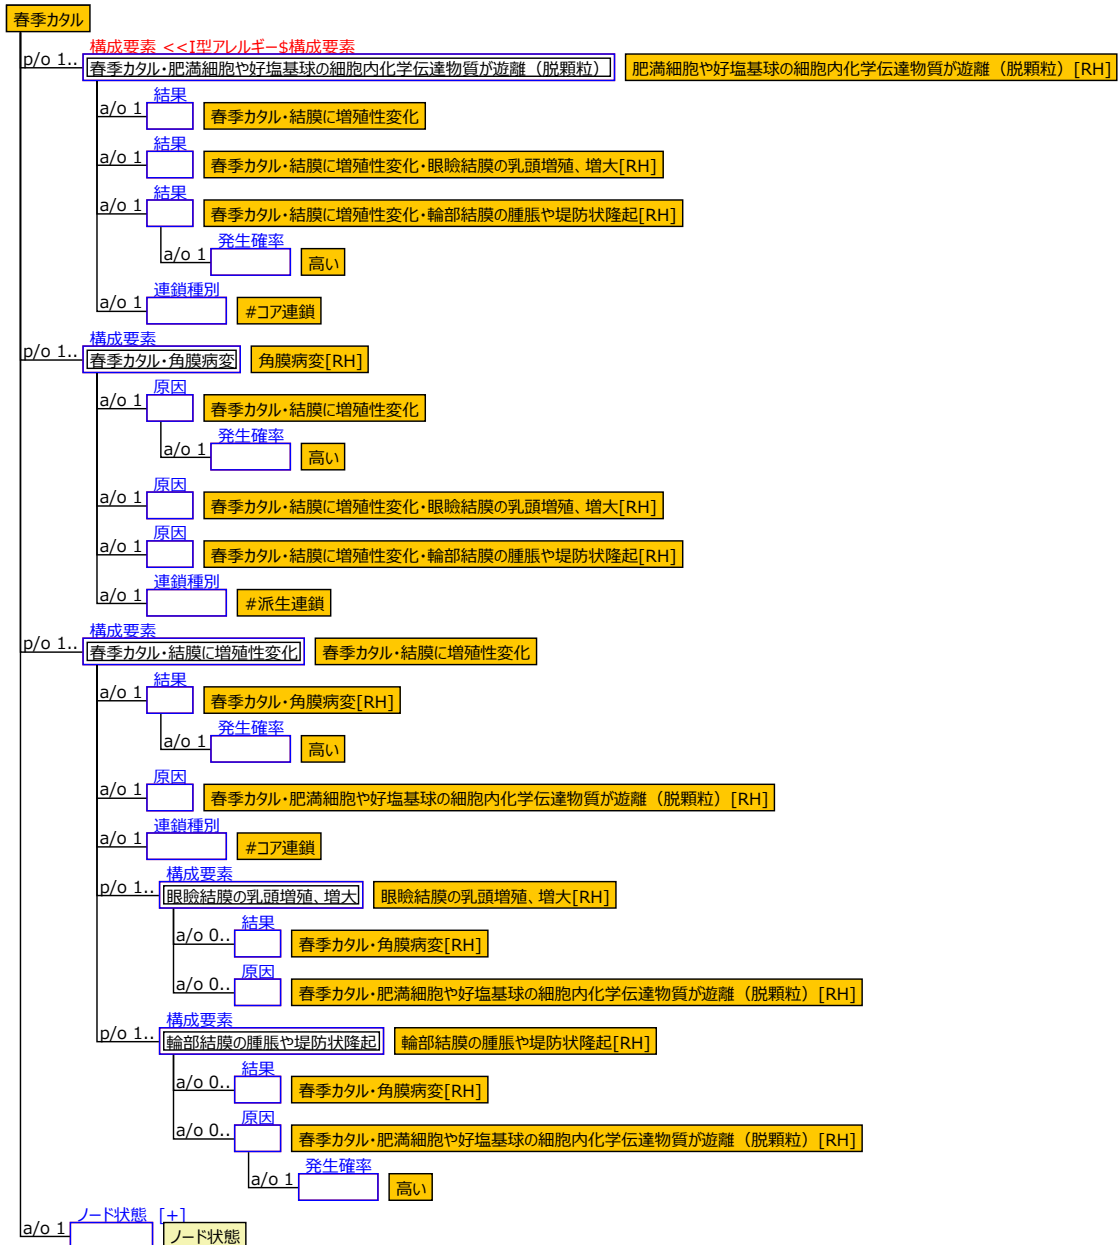 春季カタル
構成要素 <<I型アレルギー$構成要素
p/o 1.. 春季カタル・肥満細胞や好塩基球の細胞内化学伝達物質が遊離（脱顆粒） 肥満細胞や好塩基球の細胞内化学伝達物質が遊離（脱顆粒）[RH]
結果
a/o 1 春季カタル・結膜に増殖性変化
結果
a/o 1 春季カタル・結膜に増殖性変化・眼瞼結膜の乳頭増殖、増大[RH]
結果
a/o 1 春季カタル・結膜に増殖性変化・輪部結膜の腫脹や堤防状隆起[RH]
発生確率
a/o 1 高い
連鎖種別
a/o 1 #コア連鎖
構成要素
p/o 1.. 春季カタル・角膜病変 角膜病変[RH]
原因
a/o 1 春季カタル・結膜に増殖性変化
発生確率
a/o 1 高い
原因
a/o 1 春季カタル・結膜に増殖性変化・眼瞼結膜の乳頭増殖、増大[RH]
原因
a/o 1 春季カタル・結膜に増殖性変化・輪部結膜の腫脹や堤防状隆起[RH]
連鎖種別
a/o 1 #派生連鎖
構成要素
p/o 1.. 春季カタル・結膜に増殖性変化 春季カタル・結膜に増殖性変化
結果
a/o 1 春季カタル・角膜病変[RH]
発生確率
a/o 1 高い
原因
a/o 1 春季カタル・肥満細胞や好塩基球の細胞内化学伝達物質が遊離（脱顆粒）[RH]
連鎖種別
a/o 1 #コア連鎖
構成要素
p/o 1.. 眼瞼結膜の乳頭増殖、増大 眼瞼結膜の乳頭増殖、増大[RH]
結果
a/o 0.. 春季カタル・角膜病変[RH]
原因
a/o 0.. 春季カタル・肥満細胞や好塩基球の細胞内化学伝達物質が遊離（脱顆粒）[RH]
構成要素
p/o 1.. 輪部結膜の腫脹や堤防状隆起 輪部結膜の腫脹や堤防状隆起[RH]
結果
a/o 0.. 春季カタル・角膜病変[RH]
原因
a/o 0.. 春季カタル・肥満細胞や好塩基球の細胞内化学伝達物質が遊離（脱顆粒）[RH]
発生確率
a/o 1 高い
ノード状態 [+]
a/o 1 ノード状態